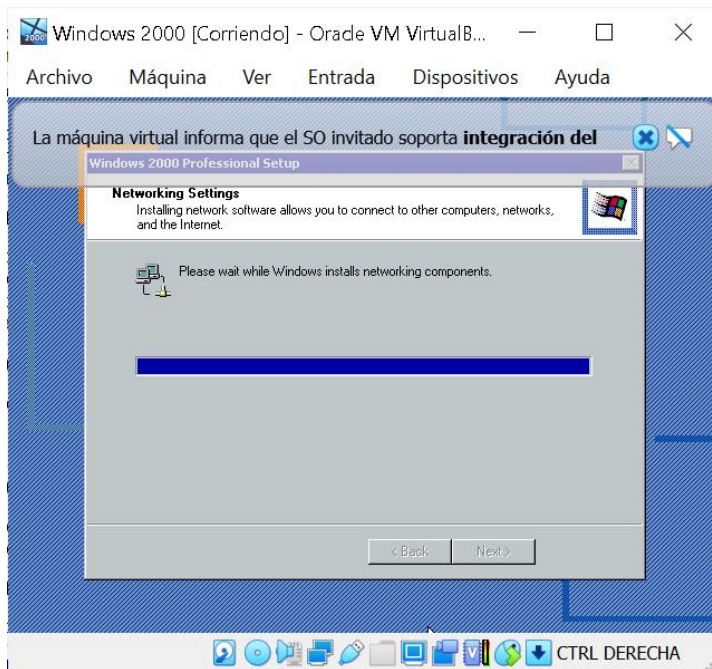 Windows 2000 [Corriendo] - Oracle VM VirtualB...
Archivo Máquina Ver Entrada Dispositivos Ayuda
La máquina virtual informa que el SO invitado soporta integración del
Windows 2000 Professional Setup
Networking Settings
Installing network software allows you to connect to other computers, networks,
and the Internet.
Please wait while Windows installs networking components.
< Back Next >
CTRL DERECHA